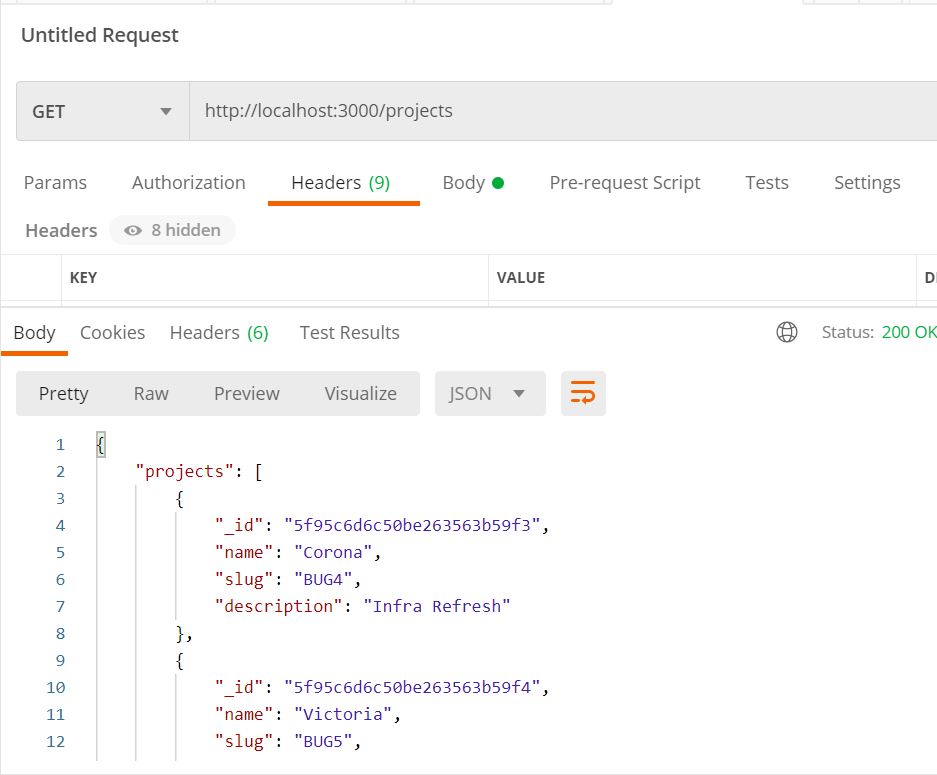 Untitled Request
GET http://localhost:3000/projects
Params Authorization Headers (9) Body Pre-request Script Tests Settings
Headers 8 hidden
KEY VALUE
Body Cookies Headers (6) Test Results Status: 200 OK
Pretty Raw Preview Visualize JSON
1 {
2 "projects": [
3 {
4 "_id": "5f95c6d6c50be263563b59f3",
5 "name": "Corona",
6 "slug": "BUG4",
7 "description": "Infra Refresh"
8 },
9 {
10 "_id": "5f95c6d6c50be263563b59f4",
11 "name": "Victoria",
12 "slug": "BUG5",